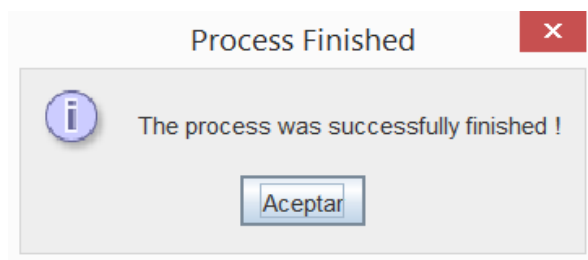 Process Finished
The process was successfully finished !
Aceptar